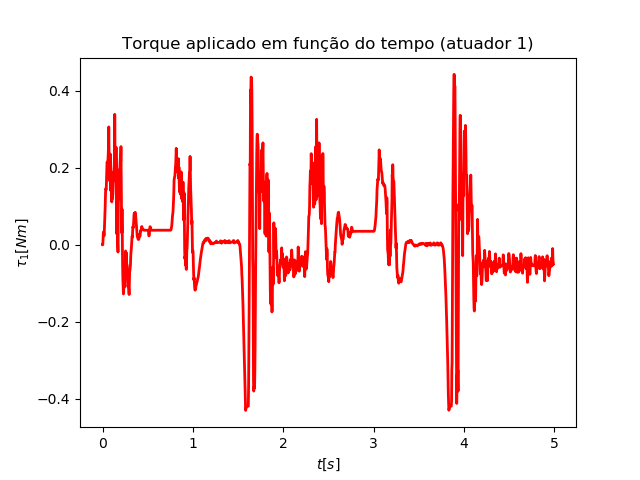 Torque aplicado em função do tempo (atuador 1)
0.4
0.2
0.0
−0.2
−0.4
τ₁[Nm]
0 1 2 3 4 5
t[s]